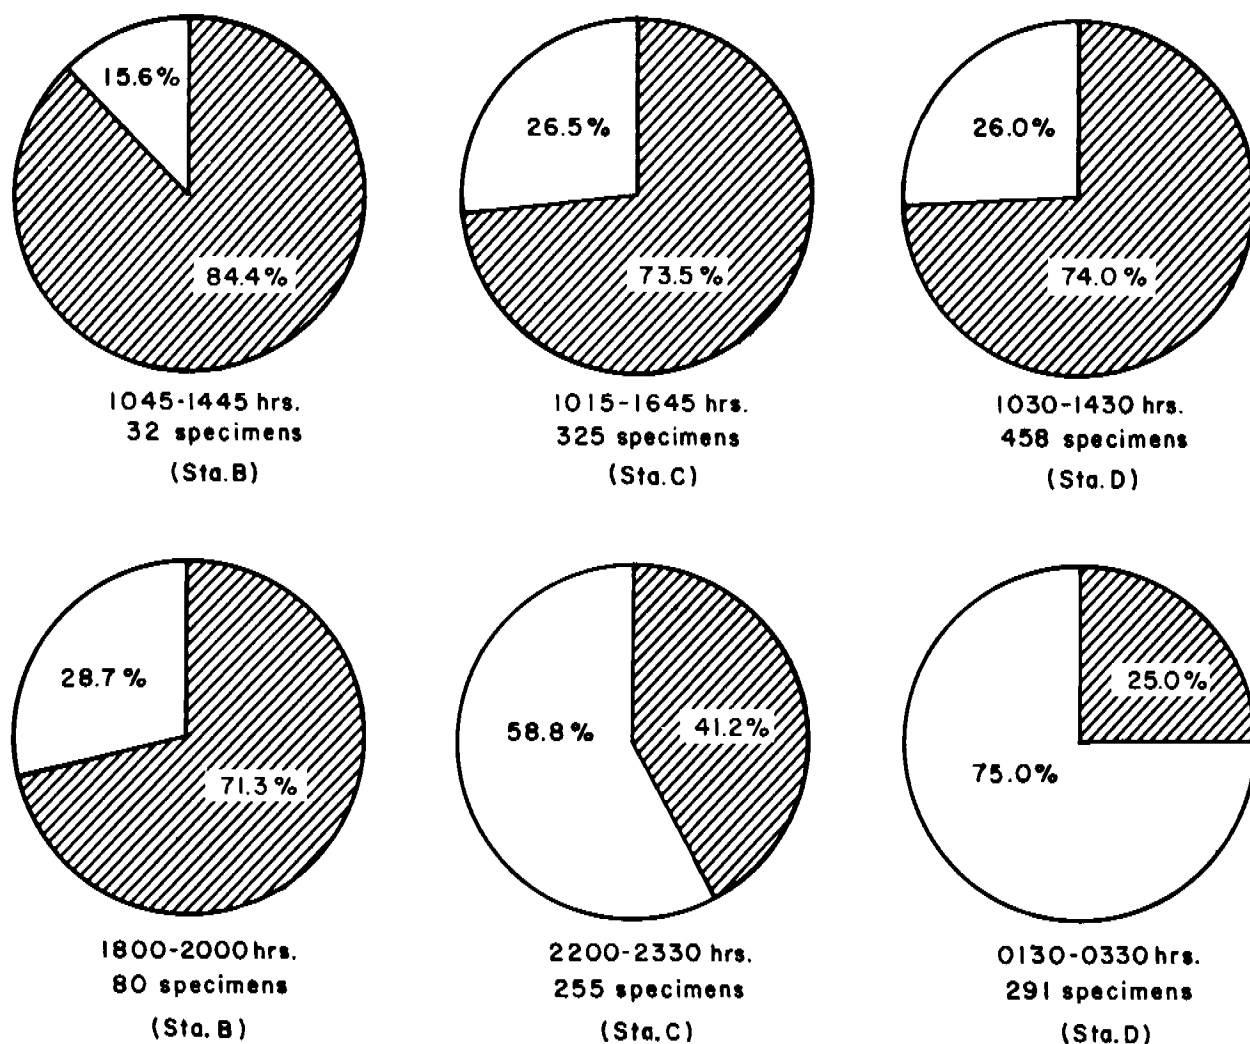 15.6%
84.4%
1045-1445 hrs.
32 specimens
(Sta.B)
26.5%
73.5%
1015-1645 hrs.
325 specimens
(Sta.C)
26.0%
74.0%
1030-1430 hrs.
458 specimens
(Sta.D)
28.7%
71.3%
1800-2000 hrs.
80 specimens
(Sta.B)
58.8%
41.2%
2200-2330 hrs.
255 specimens
(Sta.C)
25.0%
75.0%
0130-0330 hrs.
291 specimens
(Sta.D)